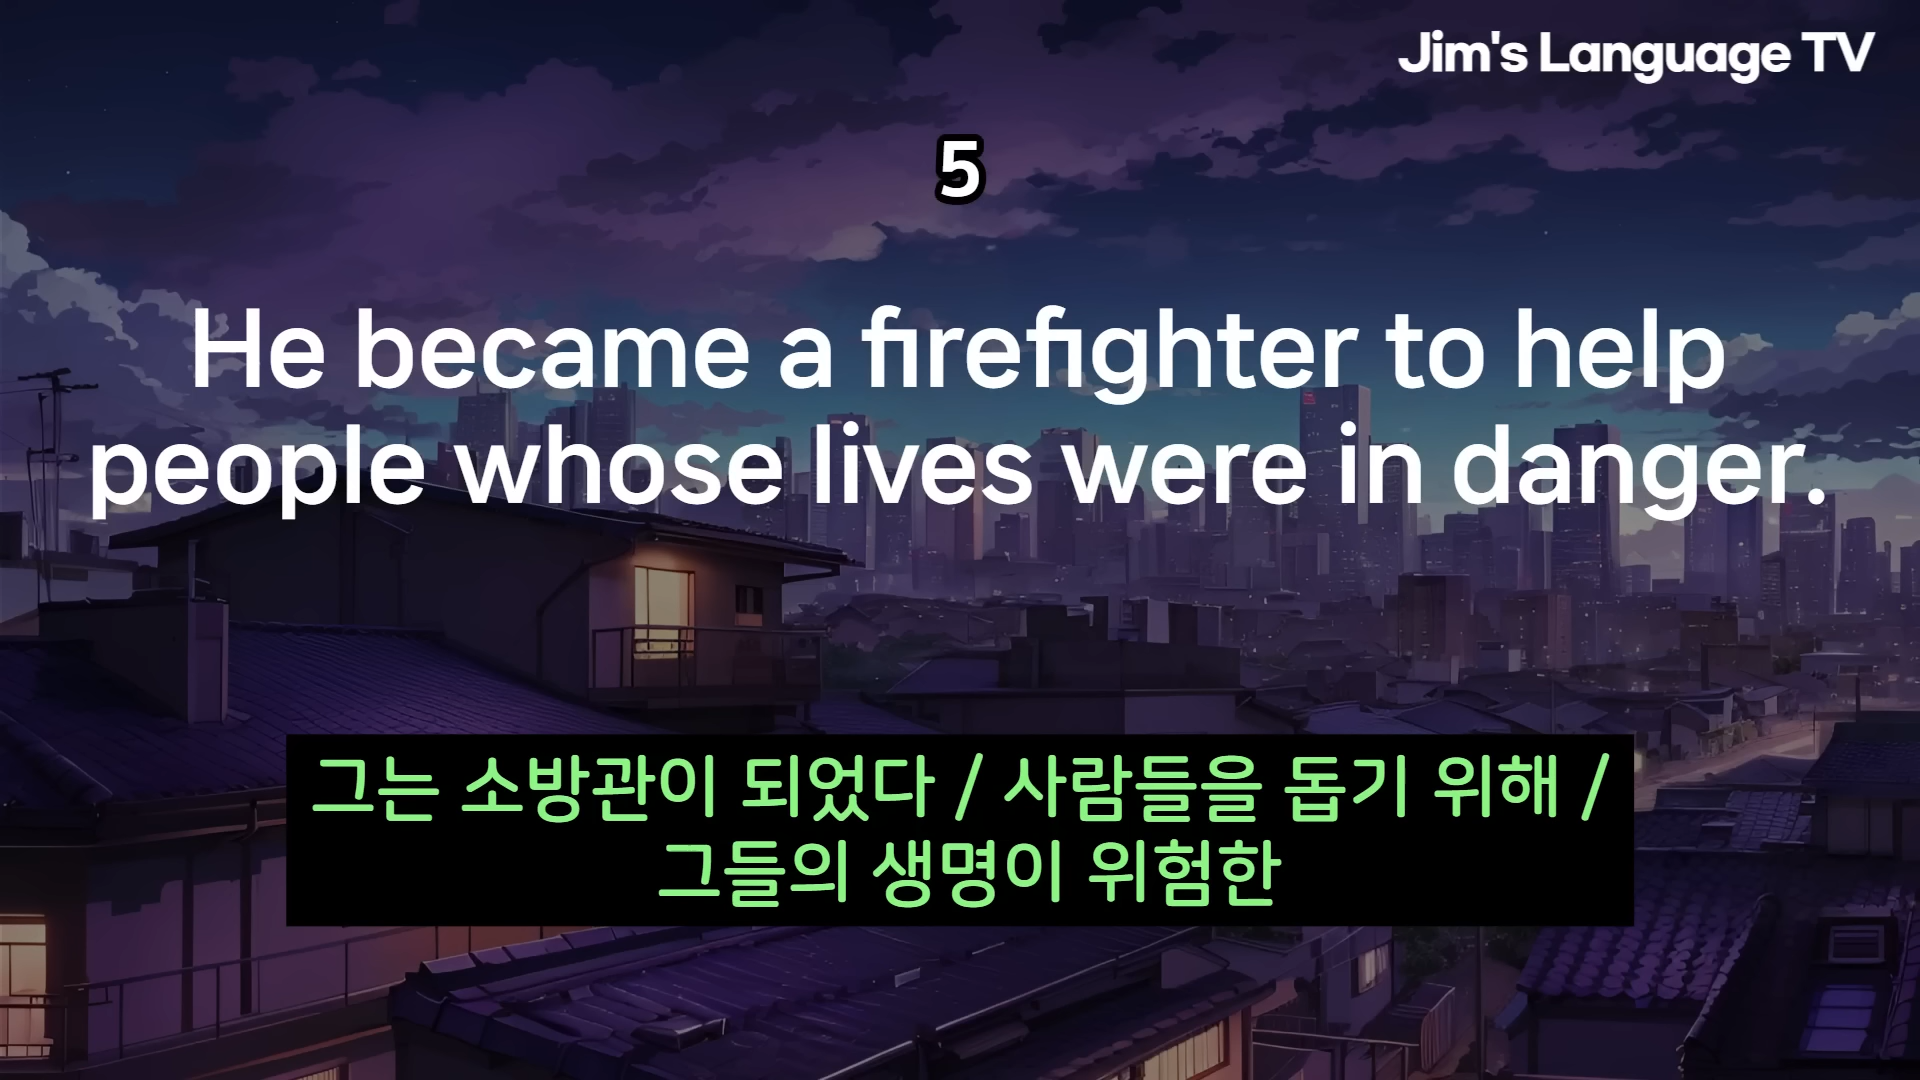 Jim's Language TV
5
He became a firefighter to help
people whose lives were in danger.
그는 소방관이 되었다 / 사람들을 돕기 위해 /
그들의 생명이 위험한